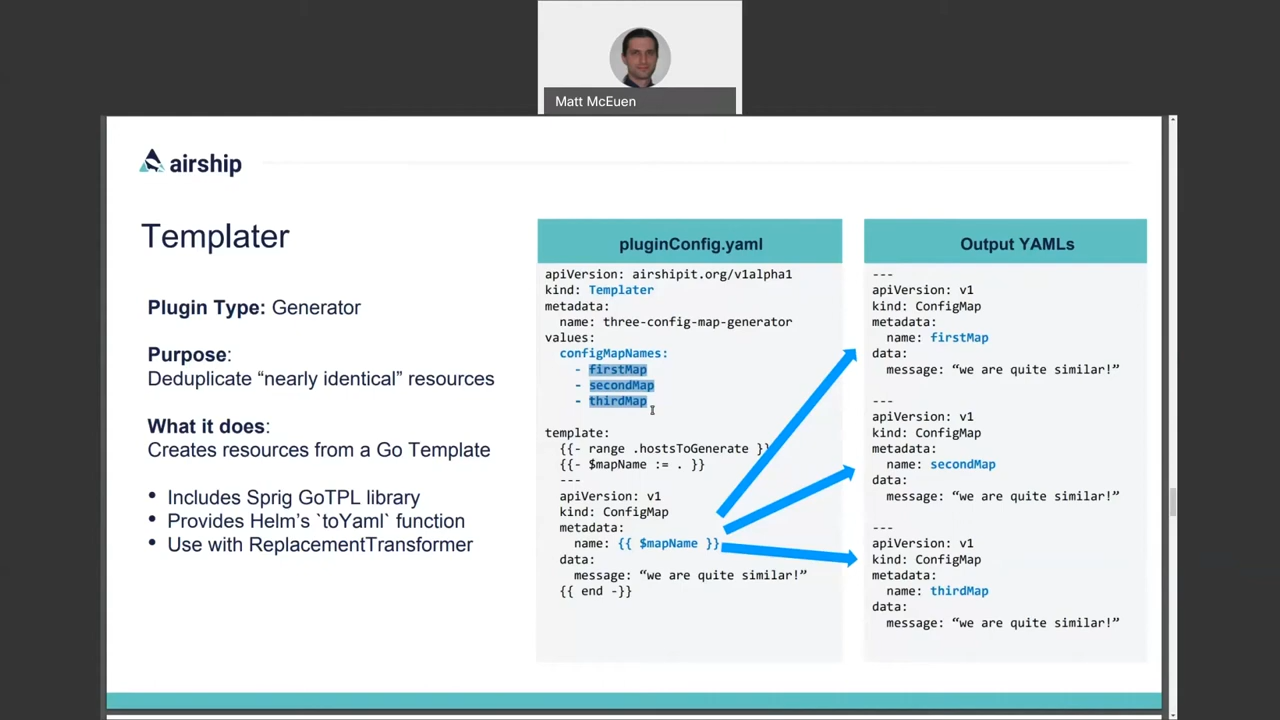 Matt McEuen
airship
Templater
Plugin Type: Generator
Purpose:
Deduplicate “nearly identical” resources
What it does:
Creates resources from a Go Template
• Includes Sprig GoTPL library
• Provides Helm’s `toYaml` function
• Use with ReplacementTransformer
pluginConfig.yaml
apiVersion: airshipit.org/v1alpha1
kind: Templater
metadata:
name: three-config-map-generator
values:
configMapNames:
- firstMap
- secondMap
- thirdMap
template:
{{- range .hostsToGenerate }}
{{- $mapName := . }}
---
apiVersion: v1
kind: ConfigMap
metadata:
name: {{ $mapName }}
data:
message: “we are quite similar!”
{{ end -}}
Output YAMLs
---
apiVersion: v1
kind: ConfigMap
metadata:
name: firstMap
data:
message: “we are quite similar!”
---
apiVersion: v1
kind: ConfigMap
metadata:
name: secondMap
data:
message: “we are quite similar!”
---
apiVersion: v1
kind: ConfigMap
metadata:
name: thirdMap
data:
message: “we are quite similar!”